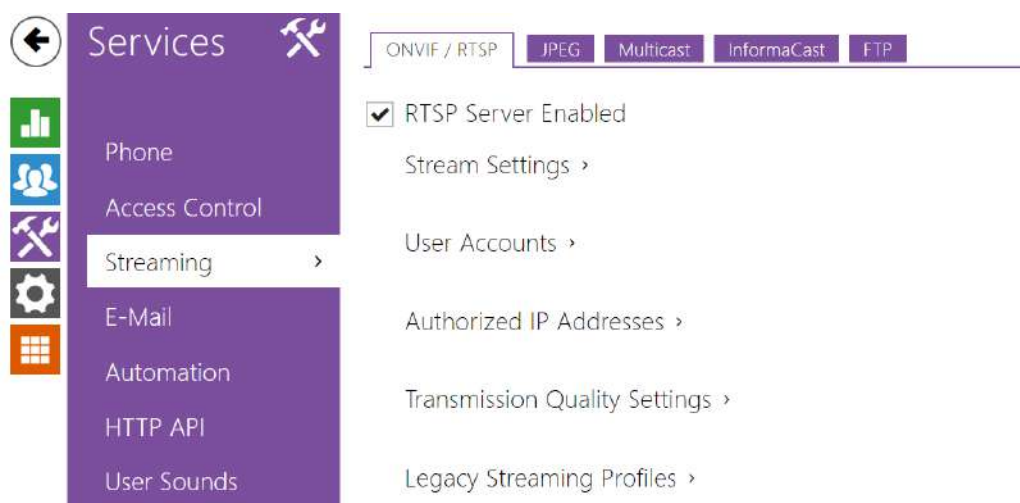 Services
Phone
Access Control
Streaming ›
E-Mail
Automation
HTTP API
User Sounds
ONVIF / RTSP
JPEG
Multicast
InformaCast
FTP
RTSP Server Enabled
Stream Settings ›
User Accounts ›
Authorized IP Addresses ›
Transmission Quality Settings ›
Legacy Streaming Profiles ›